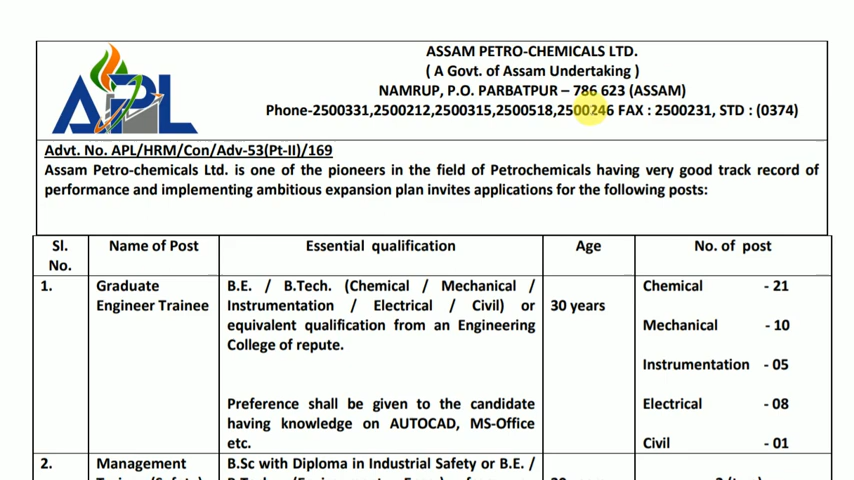 APL
ASSAM PETRO-CHEMICALS LTD.
( A Govt. of Assam Undertaking )
NAMRUP, P.O. PARBATPUR – 786 623 (ASSAM)
Phone-2500331,2500212,2500315,2500518,2500246 FAX : 2500231, STD : (0374)
Advt. No. APL/HRM/Con/Adv-53(Pt-II)/169
Assam Petro-chemicals Ltd. is one of the pioneers in the field of Petrochemicals having very good track record of
performance and implementing ambitious expansion plan invites applications for the following posts:
Sl. No.
Name of Post
Essential qualification
Age
No. of post
1.
Graduate
Engineer Trainee
B.E. / B.Tech. (Chemical / Mechanical /
Instrumentation / Electrical / Civil) or
equivalent qualification from an Engineering
College of repute.
Preference shall be given to the candidate
having knowledge on AUTOCAD, MS-Office
etc.
30 years
Chemical - 21
Mechanical - 10
Instrumentation - 05
Electrical - 08
Civil - 01
2.
Management
B.Sc with Diploma in Industrial Safety or B.E. /